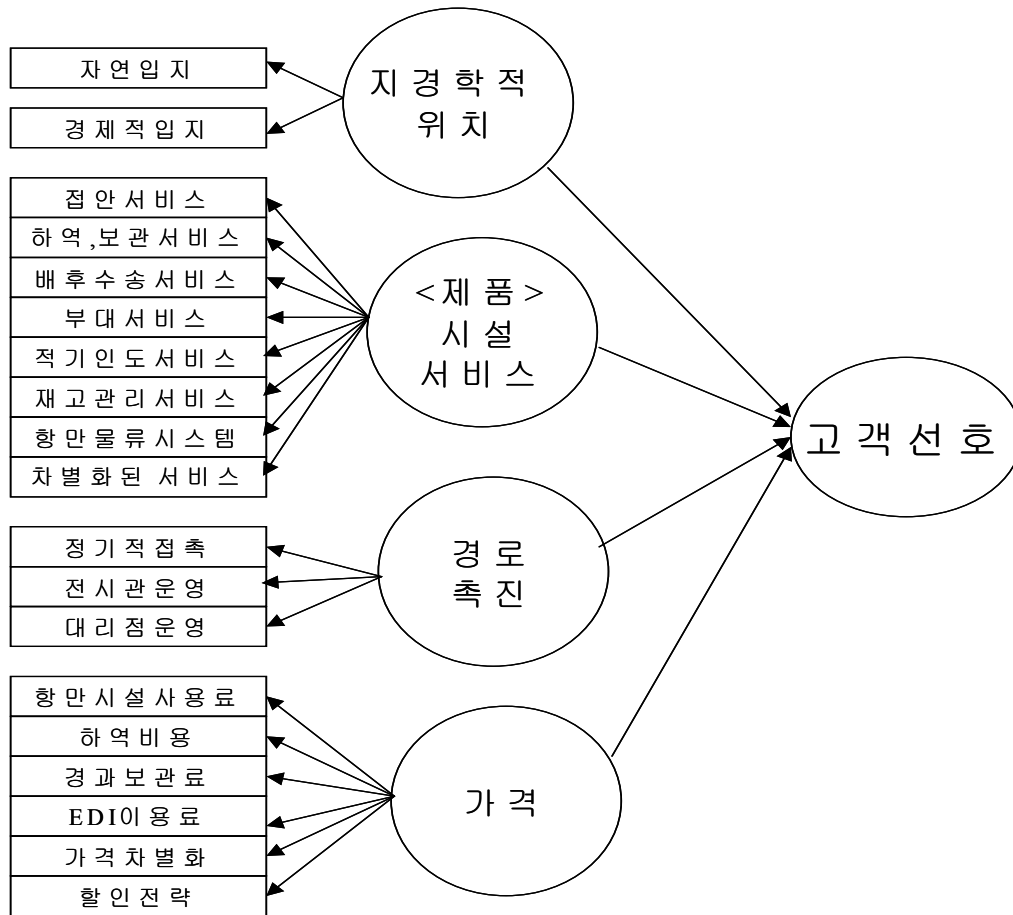 자연입지
경제적입지
지경학적
위치
접안서비스
하역,보관서비스
배후수송서비스
부대서비스
적기인도서비스
재고관리서비스
항만물류시스템
차별화된 서비스
<제품>
시설
서비스
고객선호
정기적접촉
전시관운영
대리점운영
경로
촉진
항만시설사용료
하역비용
경과보관료
EDI이용료
가격차별화
할인전략
가격